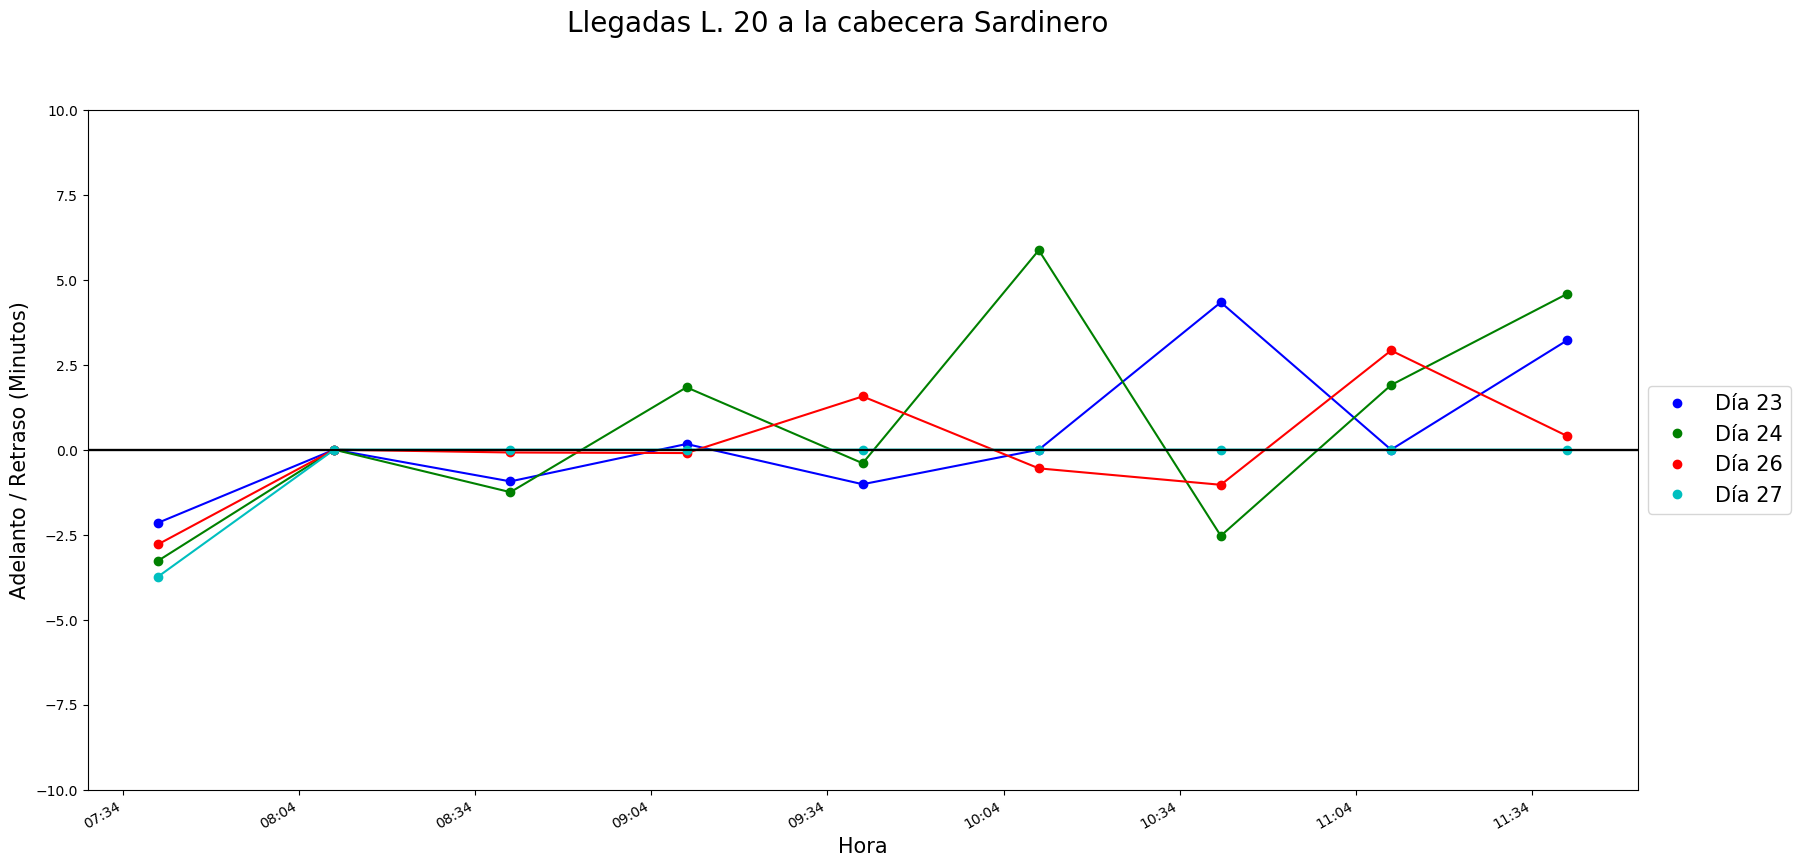 Llegadas L. 20 a la cabecera Sardinero
10.0
7.5
5.0
2.5
0.0
−2.5
−5.0
−7.5
−10.0
Adelanto / Retraso (Minutos)
07:34
08:04
08:34
09:04
09:34
10:04
10:34
11:04
11:34
Hora
Día 23
Día 24
Día 26
Día 27